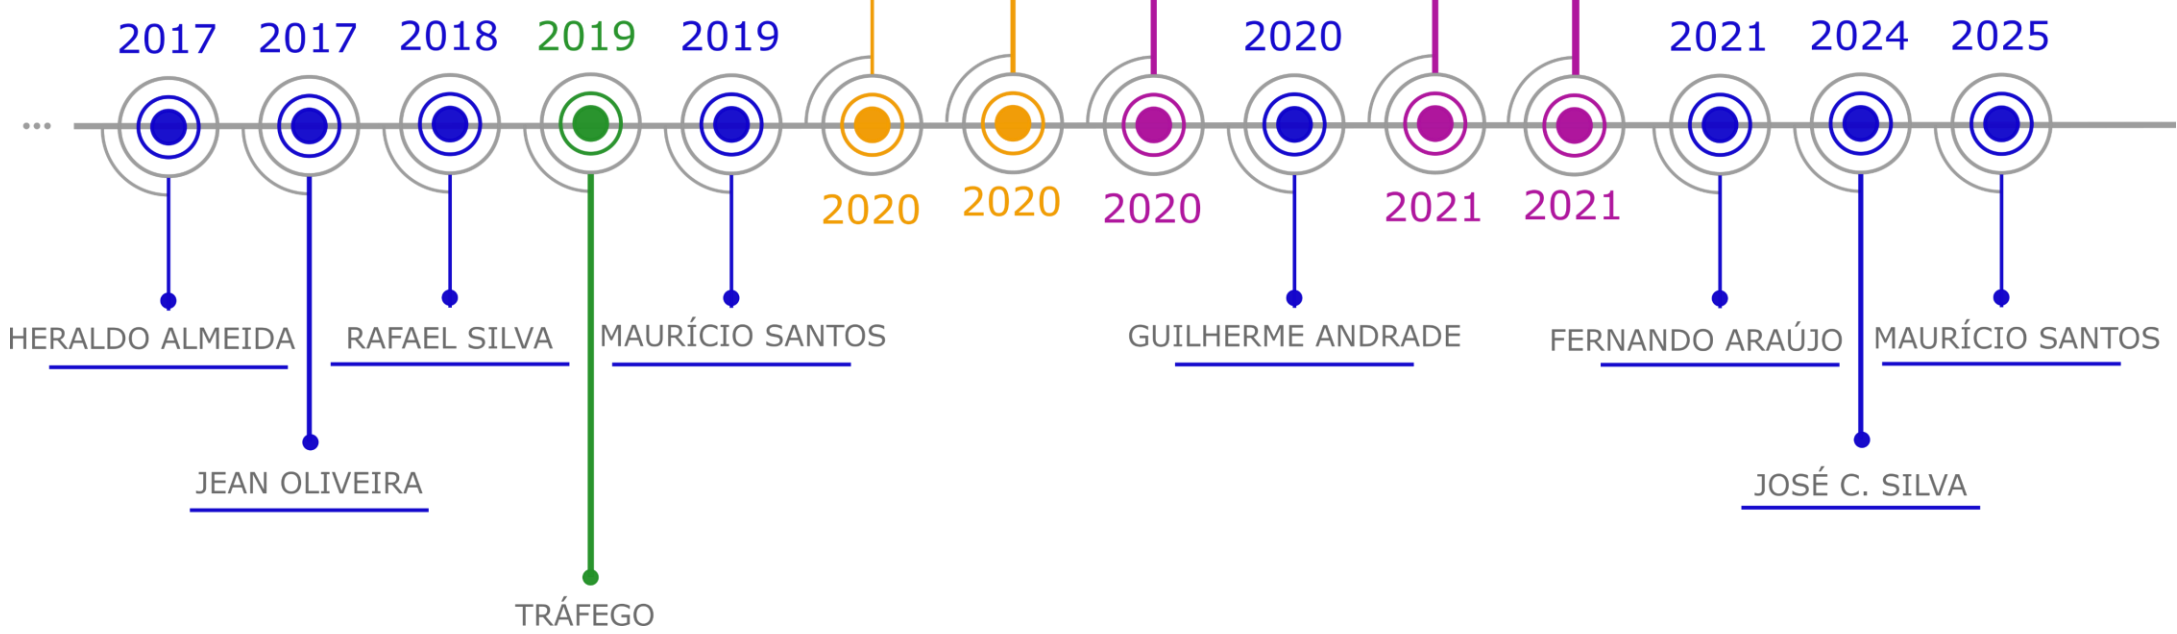 2017
2017
2018
2019
2019
2020
2020
2020
2020
2021
2021
2021
2024
2025
HERALDO ALMEIDA
JEAN OLIVEIRA
RAFAEL SILVA
TRÁFEGO
MAURÍCIO SANTOS
GUILHERME ANDRADE
FERNANDO ARAÚJO
JOSÉ C. SILVA
MAURÍCIO SANTOS